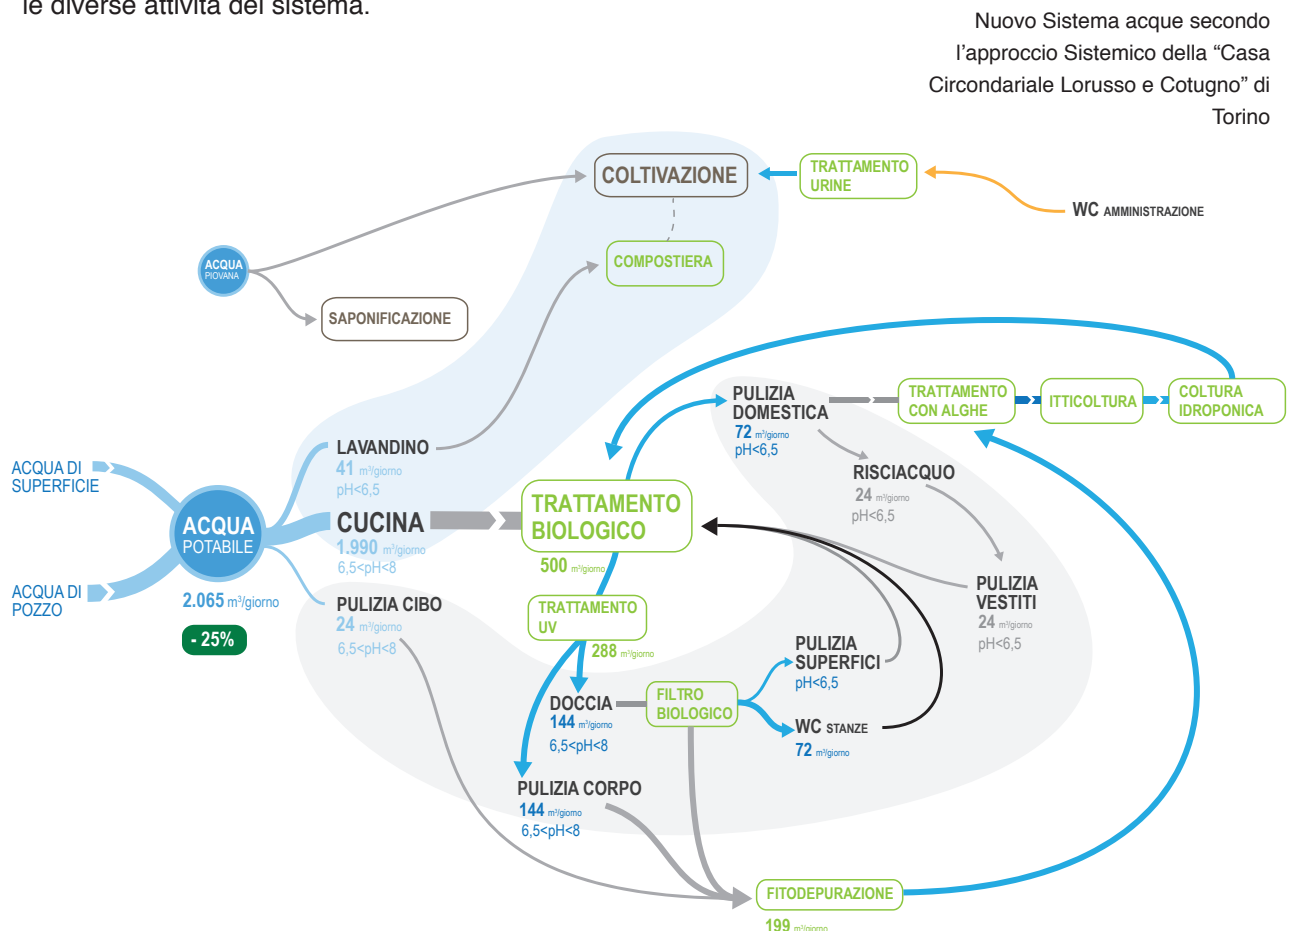 le diverse attività del sistema.
Nuovo Sistema acque secondo
l'approccio Sistemico della “Casa
Circondariale Lorusso e Cotugno” di
Torino
COLTIVAZIONE
TRATTAMENTO
URINE
WC AMMINISTRAZIONE
ACQUA
PIOVANA
COMPOSTIERA
SAPONIFICAZIONE
PULIZIA
DOMESTICA
72 m³/giorno
pH<6,5
TRATTAMENTO
CON ALGHE
ITTICOLTURA
COLTURA
IDROPONICA
LAVANDINO
41 m³/giorno
pH<6,5
RISCIACQUO
24 m³/giorno
pH<6,5
ACQUA DI
SUPERFICIE
ACQUA
POTABILE
CUCINA
1.990 m³/giorno
6,5<pH<8
TRATTAMENTO
BIOLOGICO
500 m³/giorno
ACQUA DI
POZZO
2.065 m³/giorno
- 25%
PULIZIA CIBO
24 m³/giorno
6,5<pH<8
TRATTAMENTO
UV
288 m³/giorno
PULIZIA
VESTITI
24 m³/giorno
pH<6,5
PULIZIA
SUPERFICI
pH<6,5
DOCCIA
144 m³/giorno
6,5<pH<8
FILTRO
BIOLOGICO
WC STANZE
72 m³/giorno
PULIZIA CORPO
144 m³/giorno
6,5<pH<8
FITODEPURAZIONE
199 m³/giorno